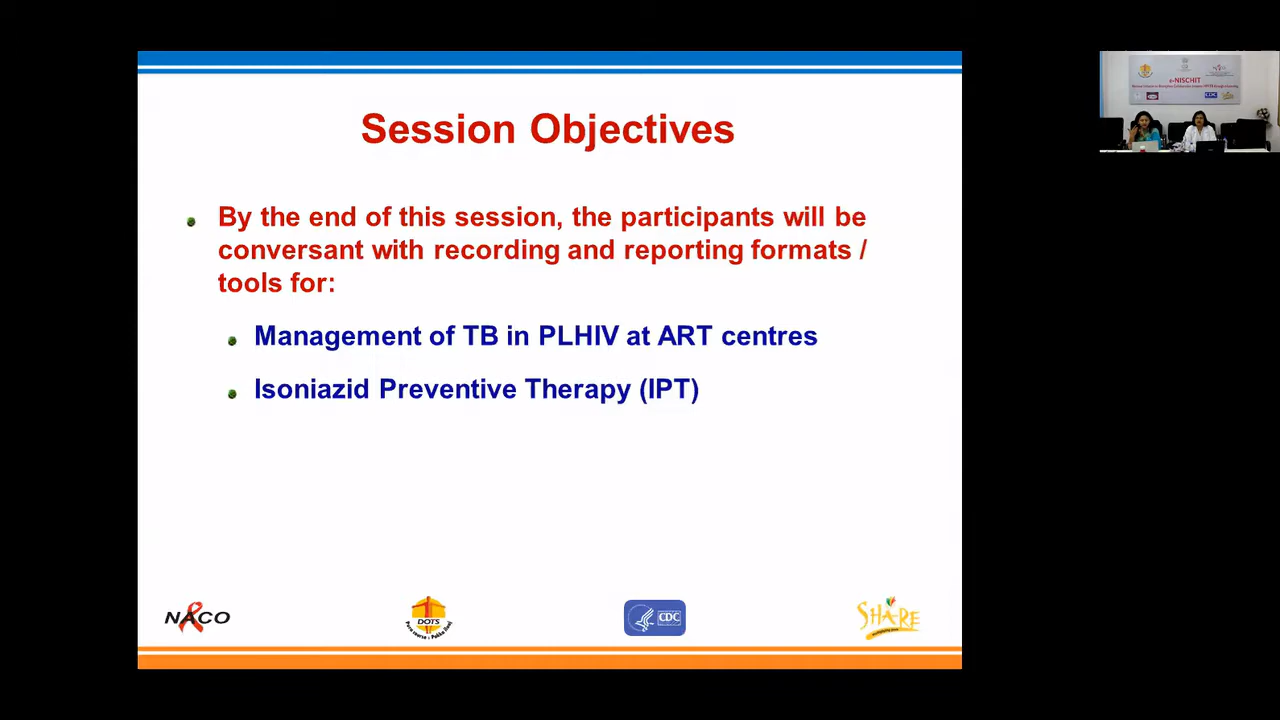 Session Objectives
By the end of this session, the participants will be
conversant with recording and reporting formats /
tools for:
Management of TB in PLHIV at ART centres
Isoniazid Preventive Therapy (IPT)
NACO
DOTS
CDC
SHARE
e-NISCHIT
CDC